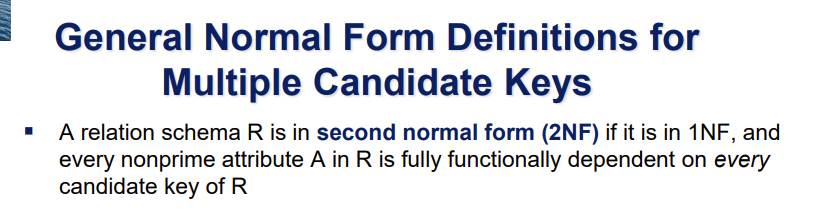 General Normal Form Definitions for
Multiple Candidate Keys
▪ A relation schema R is in second normal form (2NF) if it is in 1NF, and
every nonprime attribute A in R is fully functionally dependent on every
candidate key of R